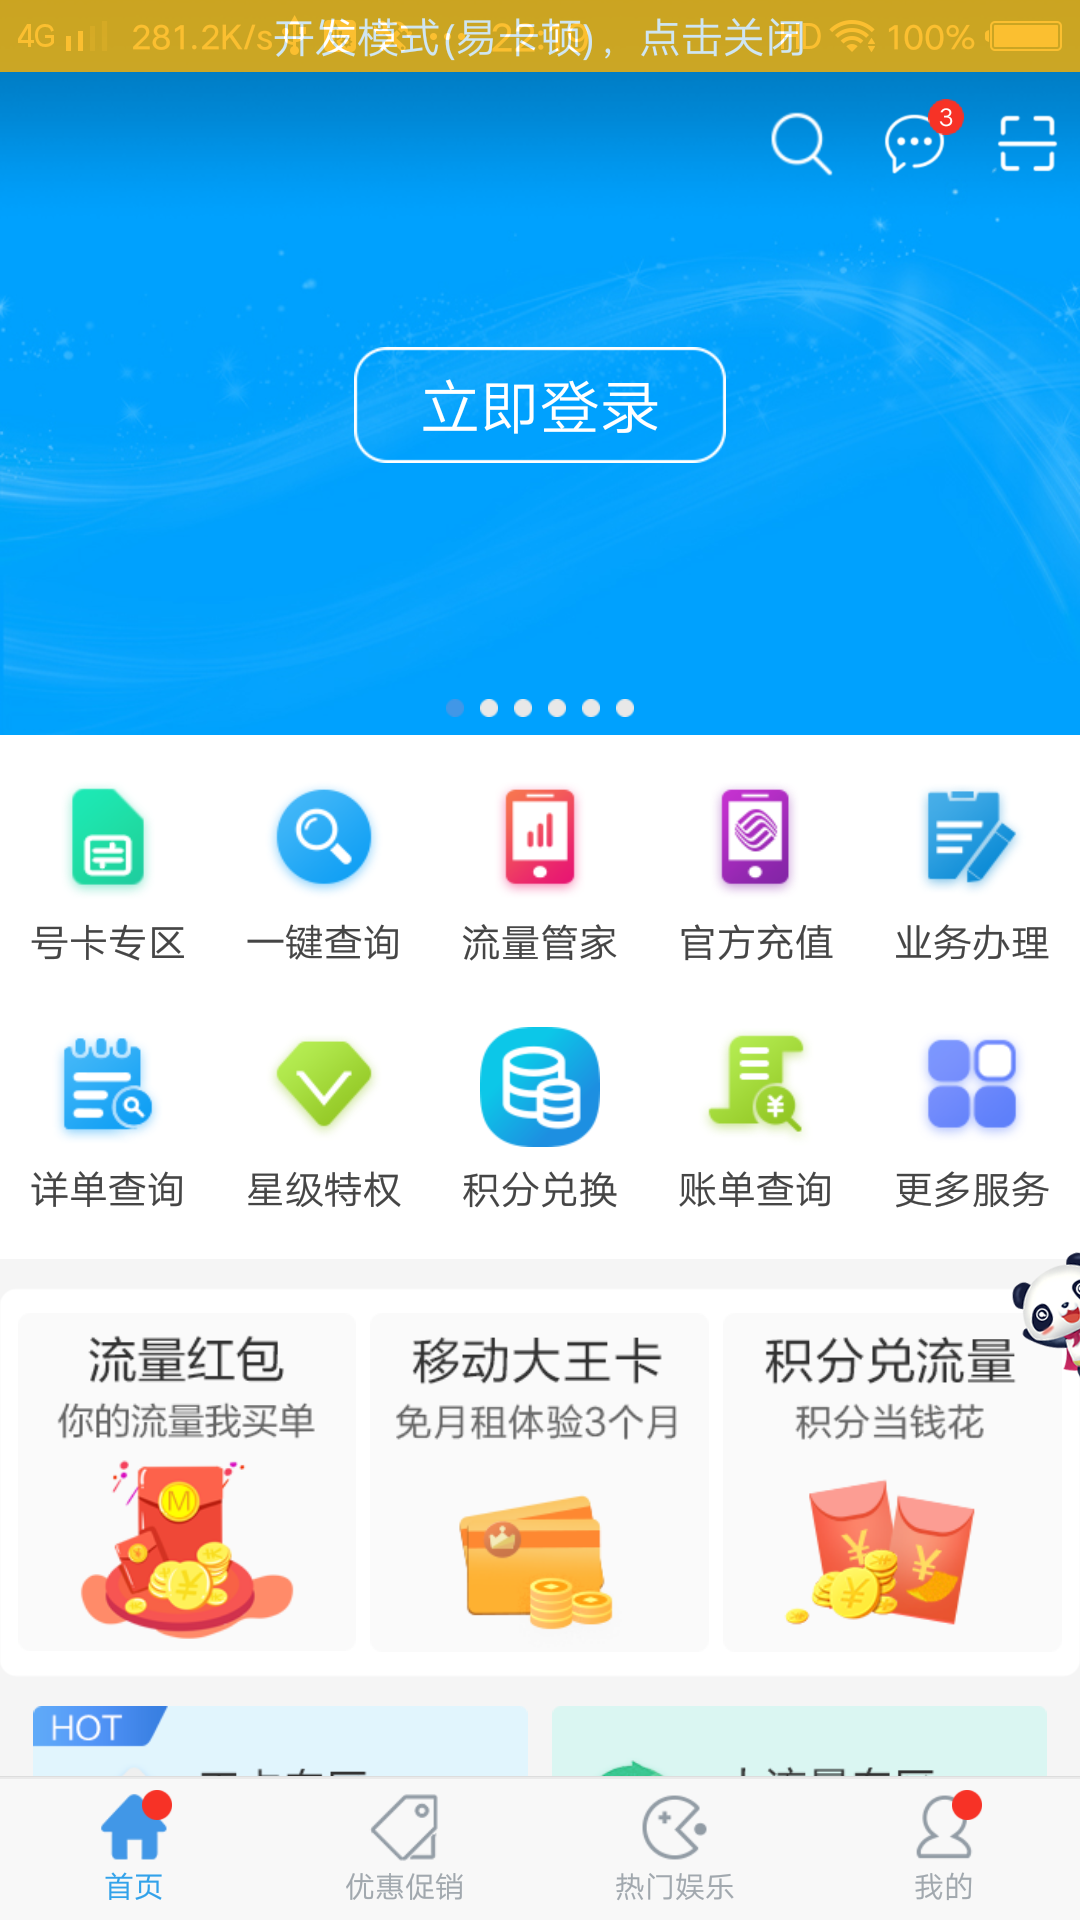 4G 281.2K/s 开发模式(易卡顿)，点击关闭 HD 100%
3
立即登录
号卡专区 一键查询 流量管家 官方充值 业务办理
详单查询 星级特权 积分兑换 账单查询 更多服务
流量红包 移动大王卡 积分兑流量
你的流量我买单 免月租体验3个月 积分当钱花
HOT
首页 优惠促销 热门娱乐 我的